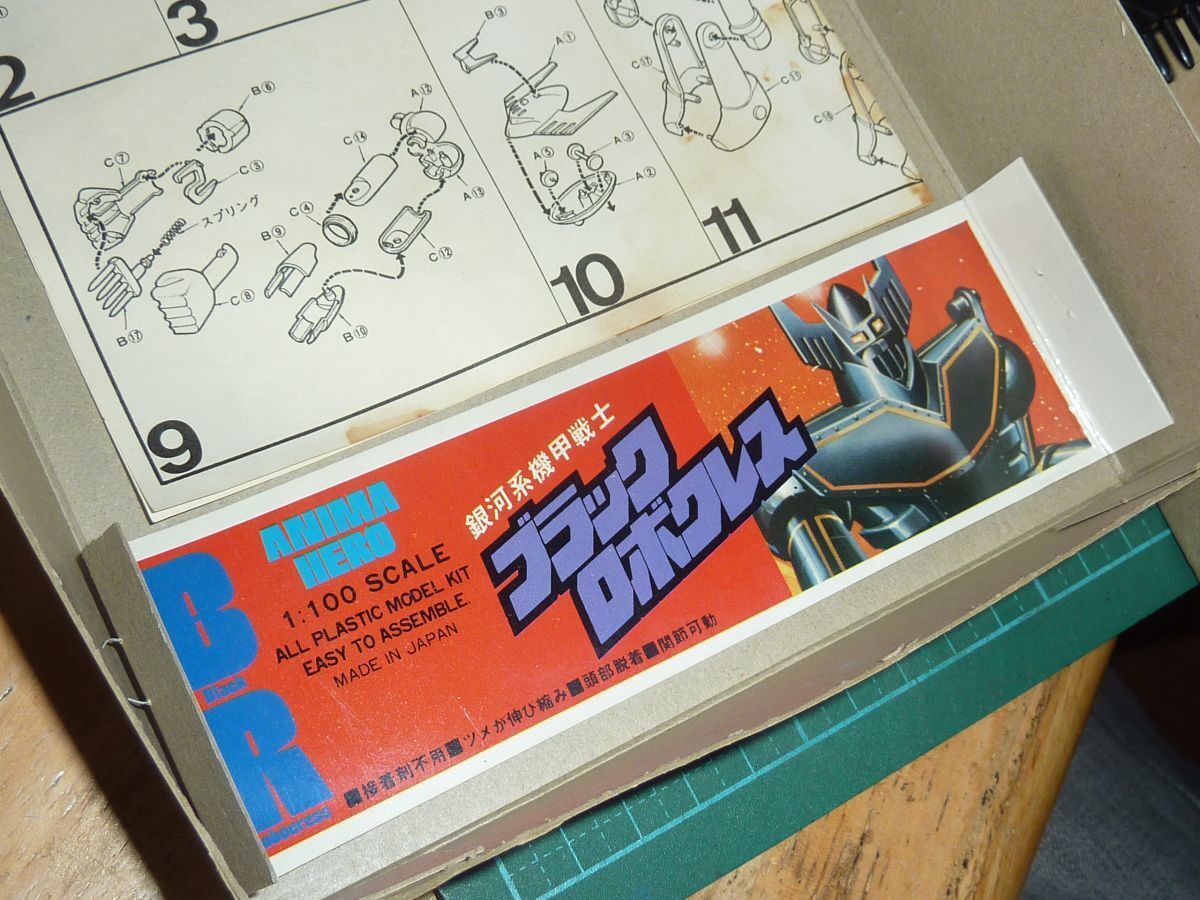 2
3
B⑥
C⑦
C③
スプリング
B⑰
C⑧
9
A⑫
C⑭
A⑬
C④
B⑨
C⑫
B⑩
B③
A①
A⑤
A③
A②
10
11
ANIMA
HERO
1:100 SCALE
ALL PLASTIC MODEL KIT
EASY TO ASSEMBLE.
MADE IN JAPAN
銀河系機甲戦士
ブラック
ロボクレス
B
Black
R
■接着剤不用■ツメが伸び縮み■頭部脱着■関節可動